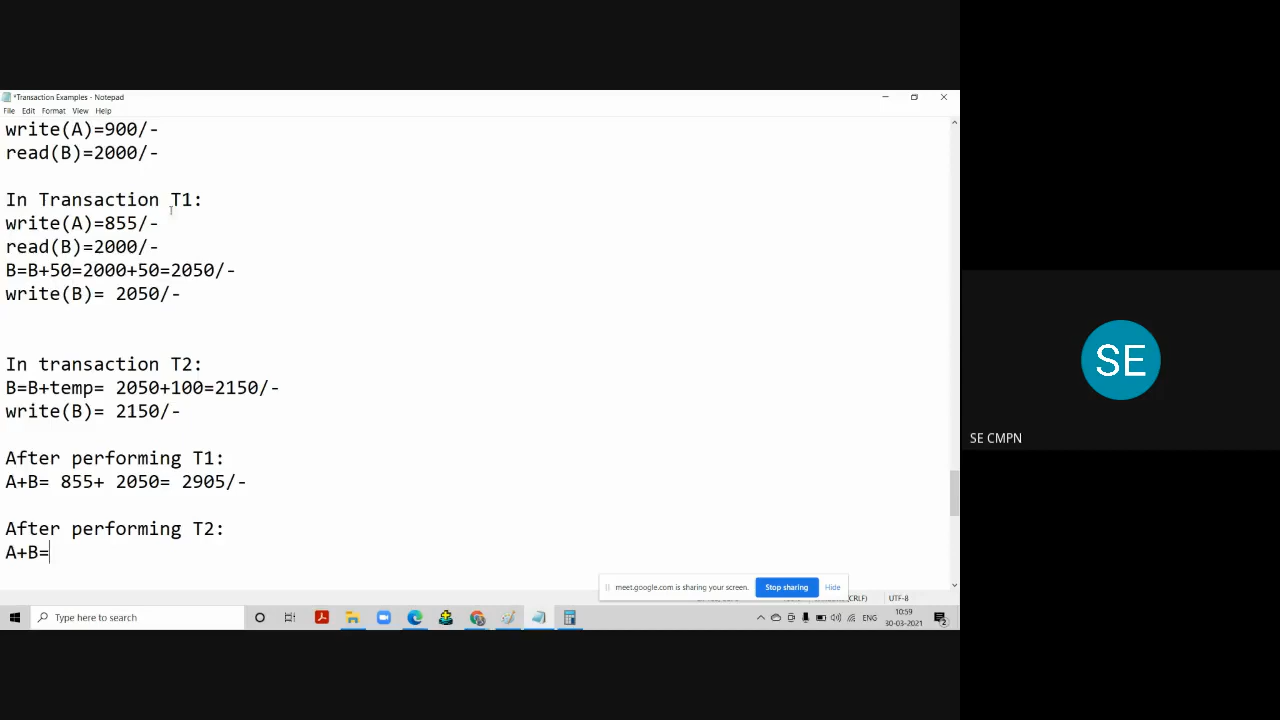 *Transaction Examples - Notepad
File Edit Format View Help
write(A)=900/-
read(B)=2000/-
In Transaction T1:
write(A)=855/-
read(B)=2000/-
B=B+50=2000+50=2050/-
write(B)= 2050/-
In transaction T2:
B=B+temp= 2050+100=2150/-
write(B)= 2150/-
After performing T1:
A+B= 855+ 2050= 2905/-
After performing T2:
A+B=
meet.google.com is sharing your screen. Stop sharing Hide
(CRLF) UTF-8
Type here to search
ENG
10:59
30-03-2021
2
SE
SE CMPN